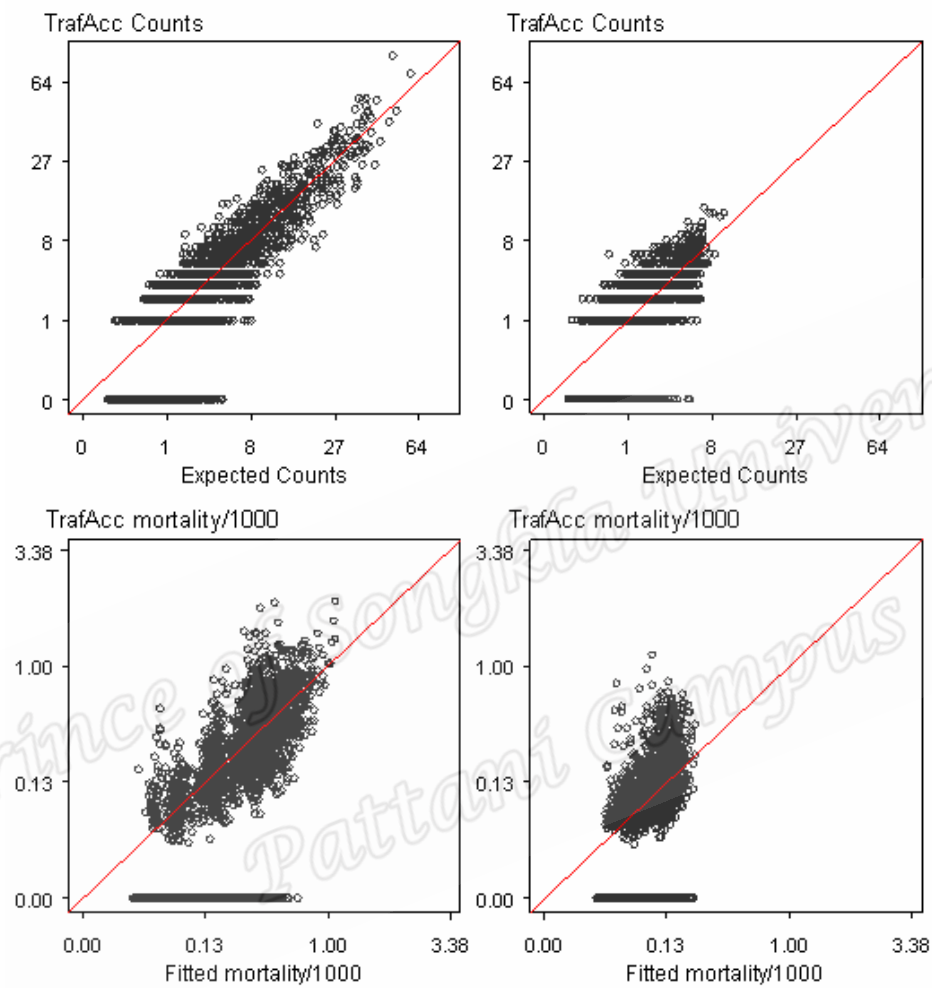 TrafAcc Counts
64
27
8
1
0
0 1 8 27 64
Expected Counts
TrafAcc Counts
64
27
8
1
0
0 1 8 27 64
Expected Counts
TrafAcc mortality/1000
3.38
1.00
0.13
0.00
0.00 0.13 1.00 3.38
Fitted mortality/1000
TrafAcc mortality/1000
3.38
1.00
0.13
0.00
0.00 0.13 1.00 3.38
Fitted mortality/1000
Prince of Songkla Univer
Pattani Campus